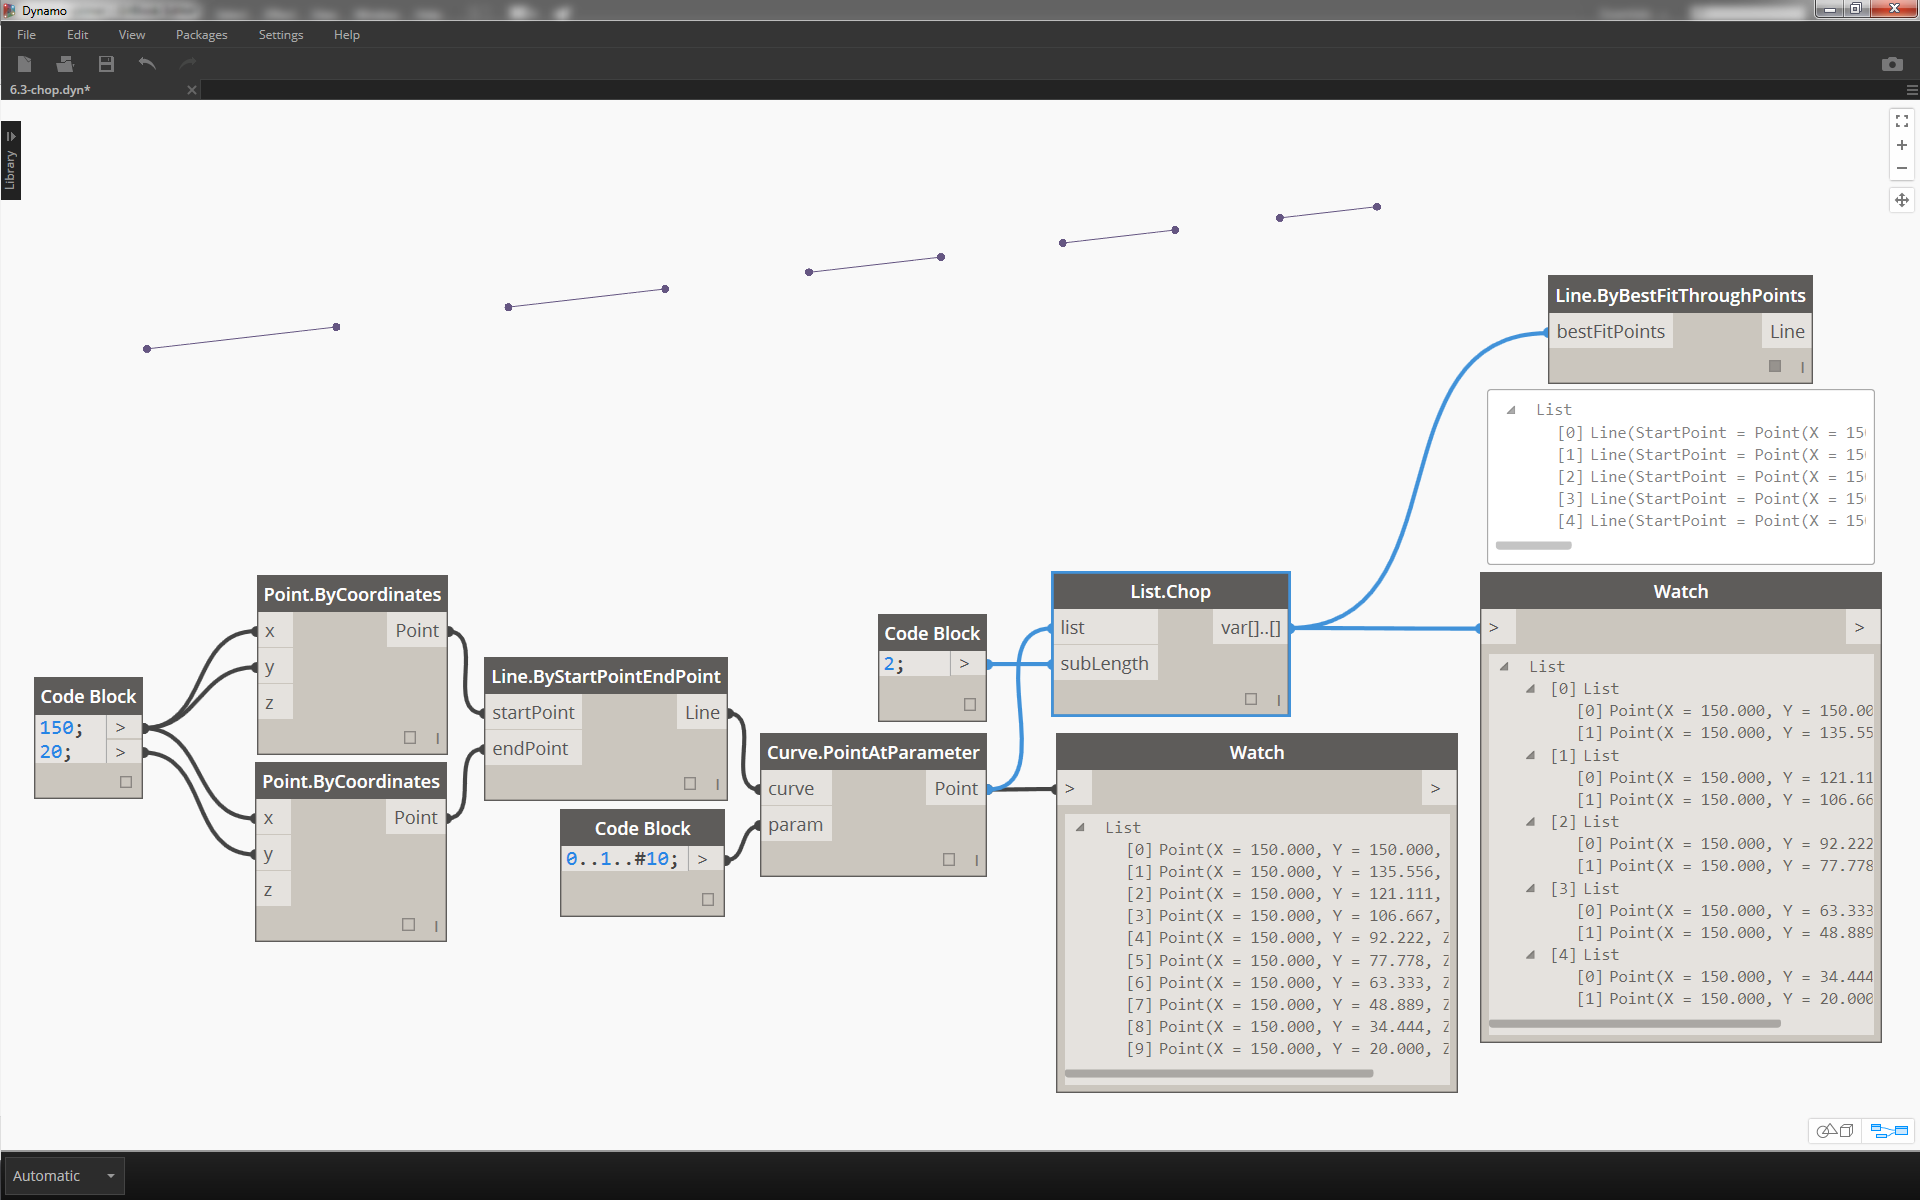 Dynamo
File Edit View Packages Settings Help
6.3-chop.dyn*
Library
Line.ByBestFitThroughPoints
bestFitPoints Line
List
[0] Line(StartPoint = Point(X = 15
[1] Line(StartPoint = Point(X = 15
[2] Line(StartPoint = Point(X = 15
[3] Line(StartPoint = Point(X = 15
[4] Line(StartPoint = Point(X = 15
Code Block
150; >
20; >
Point.ByCoordinates
x Point
y
z
Point.ByCoordinates
x Point
y
z
Line.ByStartPointEndPoint
startPoint Line
endPoint
Code Block
0..1..#10; >
Curve.PointAtParameter
curve Point
param
Code Block
2; >
List.Chop
list var[]..[]
subLength
Watch
> >
List
[0] Point(X = 150.000, Y = 150.000,
[1] Point(X = 150.000, Y = 135.556,
[2] Point(X = 150.000, Y = 121.111,
[3] Point(X = 150.000, Y = 106.667,
[4] Point(X = 150.000, Y = 92.222, Z
[5] Point(X = 150.000, Y = 77.778, Z
[6] Point(X = 150.000, Y = 63.333, Z
[7] Point(X = 150.000, Y = 48.889, Z
[8] Point(X = 150.000, Y = 34.444, Z
[9] Point(X = 150.000, Y = 20.000, Z
Watch
> >
List
[0] List
[0] Point(X = 150.000, Y = 150.00
[1] Point(X = 150.000, Y = 135.55
[1] List
[0] Point(X = 150.000, Y = 121.11
[1] Point(X = 150.000, Y = 106.66
[2] List
[0] Point(X = 150.000, Y = 92.222
[1] Point(X = 150.000, Y = 77.778
[3] List
[0] Point(X = 150.000, Y = 63.333
[1] Point(X = 150.000, Y = 48.889
[4] List
[0] Point(X = 150.000, Y = 34.444
[1] Point(X = 150.000, Y = 20.000
Automatic